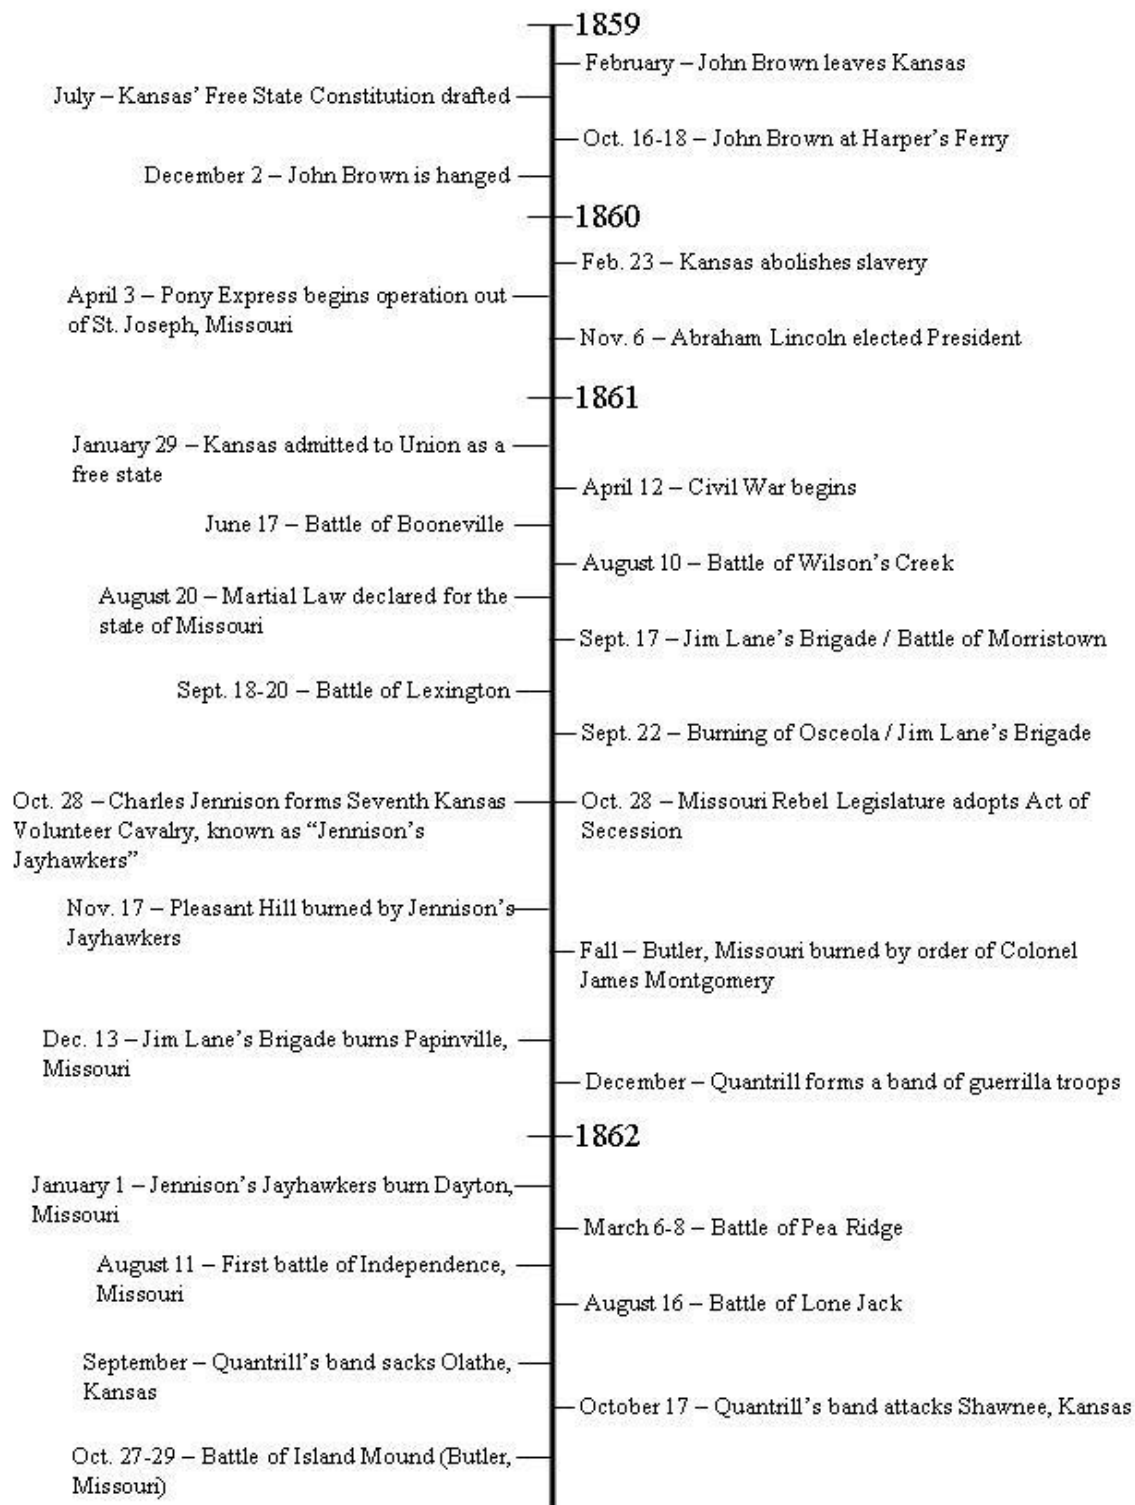 1859
February – John Brown leaves Kansas
July – Kansas’ Free State Constitution drafted
Oct. 16-18 – John Brown at Harper’s Ferry
December 2 – John Brown is hanged
1860
Feb. 23 – Kansas abolishes slavery
April 3 – Pony Express begins operation out
of St. Joseph, Missouri
Nov. 6 – Abraham Lincoln elected President
1861
January 29 – Kansas admitted to Union as a
free state
April 12 – Civil War begins
June 17 – Battle of Booneville
August 10 – Battle of Wilson’s Creek
August 20 – Martial Law declared for the
state of Missouri
Sept. 17 – Jim Lane’s Brigade / Battle of Morristown
Sept. 18-20 – Battle of Lexington
Sept. 22 – Burning of Osceola / Jim Lane’s Brigade
Oct. 28 – Charles Jennison forms Seventh Kansas
Volunteer Cavalry, known as “Jennison’s
Jayhawkers”
Oct. 28 – Missouri Rebel Legislature adopts Act of
Secession
Nov. 17 – Pleasant Hill burned by Jennison’s
Jayhawkers
Fall – Butler, Missouri burned by order of Colonel
James Montgomery
Dec. 13 – Jim Lane’s Brigade burns Papinville,
Missouri
December – Quantrill forms a band of guerrilla troops
1862
January 1 – Jennison’s Jayhawkers burn Dayton,
Missouri
March 6-8 – Battle of Pea Ridge
August 11 – First battle of Independence,
Missouri
August 16 – Battle of Lone Jack
September – Quantrill’s band sacks Olathe,
Kansas
October 17 – Quantrill’s band attacks Shawnee, Kansas
Oct. 27-29 – Battle of Island Mound (Butler,
Missouri)